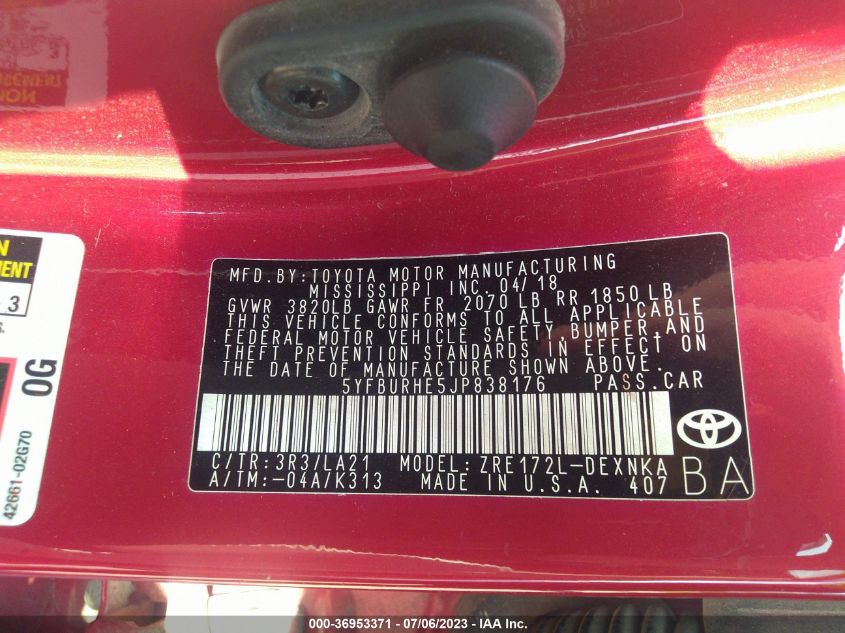 N
MENT
3
S.
OG
42661-02G70
MFD. BY: TOYOTA MOTOR MANUFACTURING
MISSISSIPPI INC. 04/18
GVWR 3820LB GAWR FR 2070 LB RR 1850 LB
THIS VEHICLE CONFORMS TO ALL APPLICABLE
FEDERAL MOTOR VEHICLE SAFETY, BUMPER, AND
THEFT PREVENTION STANDARDS IN EFFECT ON
THE DATE OF MANUFACTURE SHOWN ABOVE.
5YFBURHE5JP838176 PASS. CAR
C/TR: 3R3/LA21 MODEL: ZRE172L-DEXNKA
A/TM: -04A/K313 MADE IN U.S.A. 407
BA
000-36953371 - 07/06/2023 - IAA Inc.